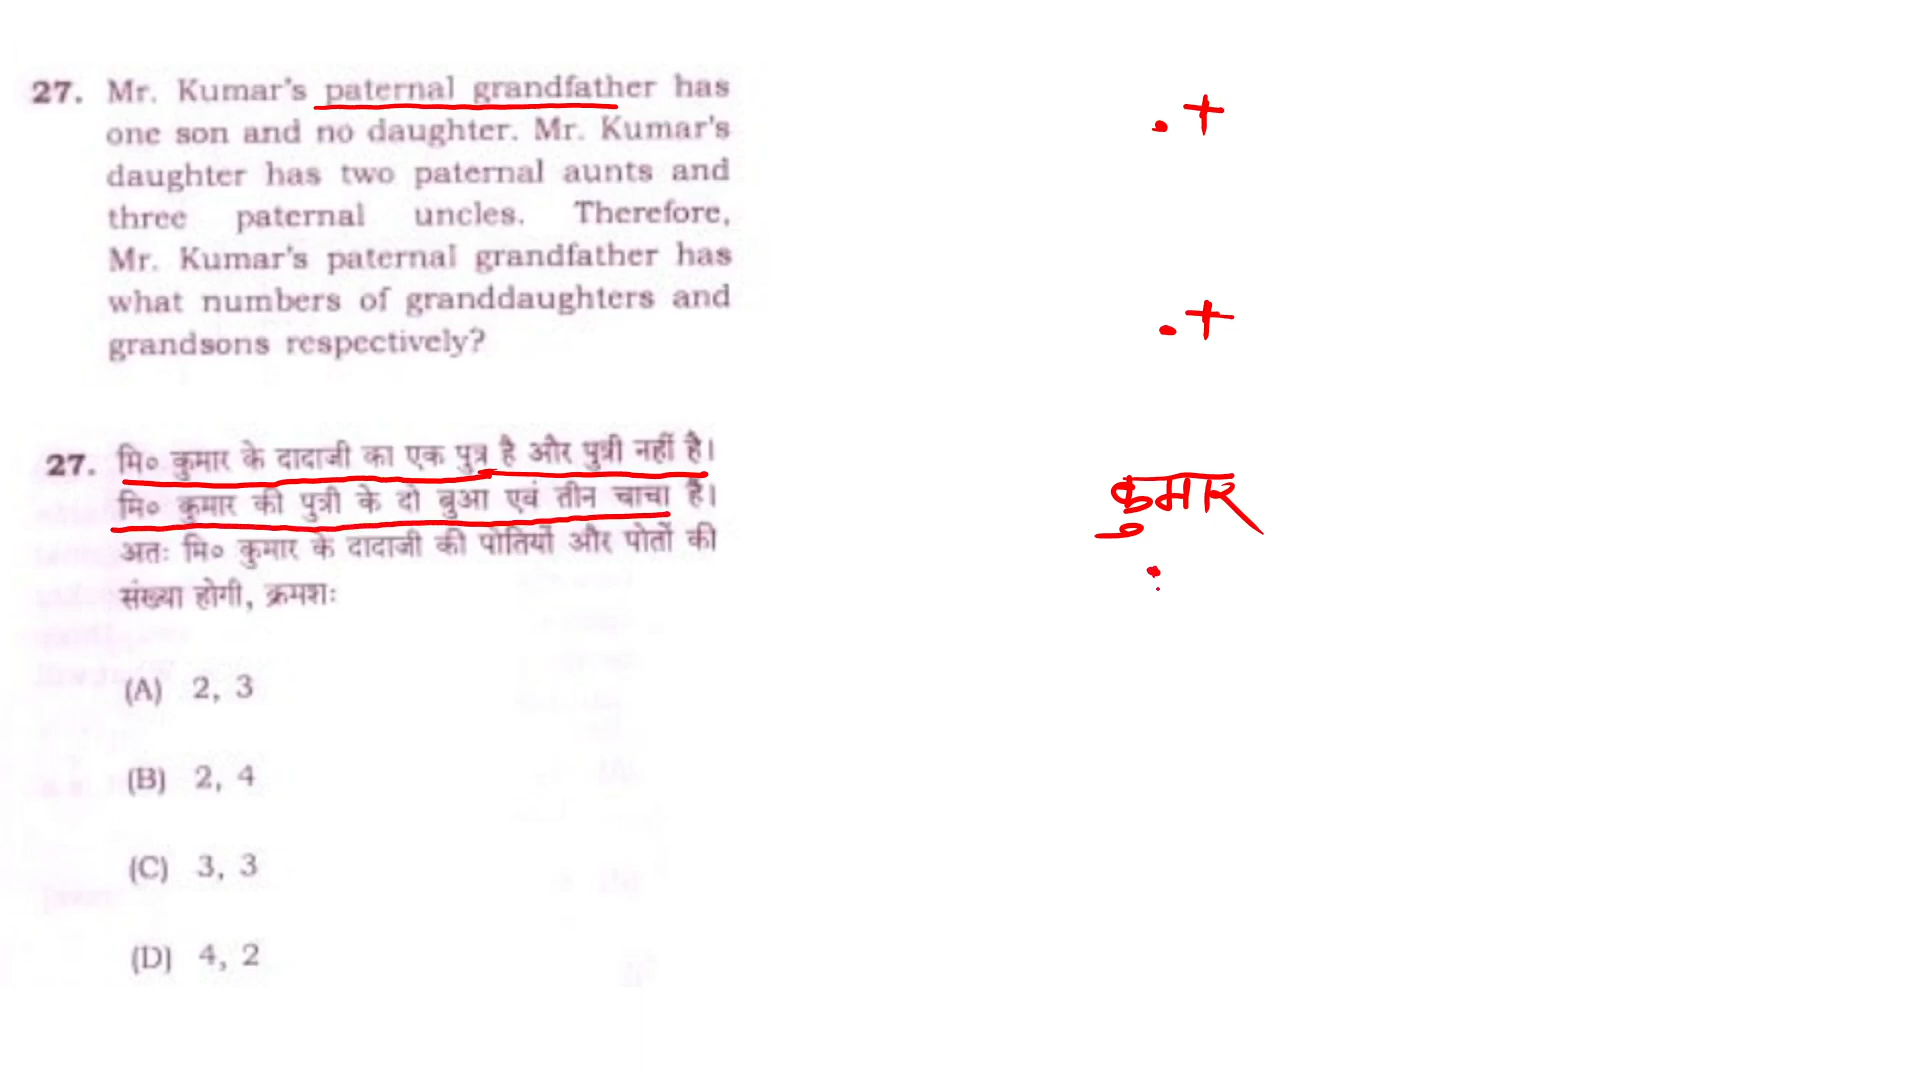 27. Mr. Kumar's paternal grandfather has
one son and no daughter. Mr. Kumar's
daughter has two paternal aunts and
three paternal uncles. Therefore,
Mr. Kumar's paternal grandfather has
what numbers of granddaughters and
grandsons respectively?
27. मि० कुमार के दादाजी का एक पुत्र है और पुत्री नहीं है।
मि० कुमार की पुत्री के दो बुआ एवं तीन चाचा हैं।
अतः मि० कुमार के दादाजी की पोतियों और पोतों की
संख्या होगी, क्रमशः
(A) 2, 3
(B) 2, 4
(C) 3, 3
(D) 4, 2
+
+
कुमार